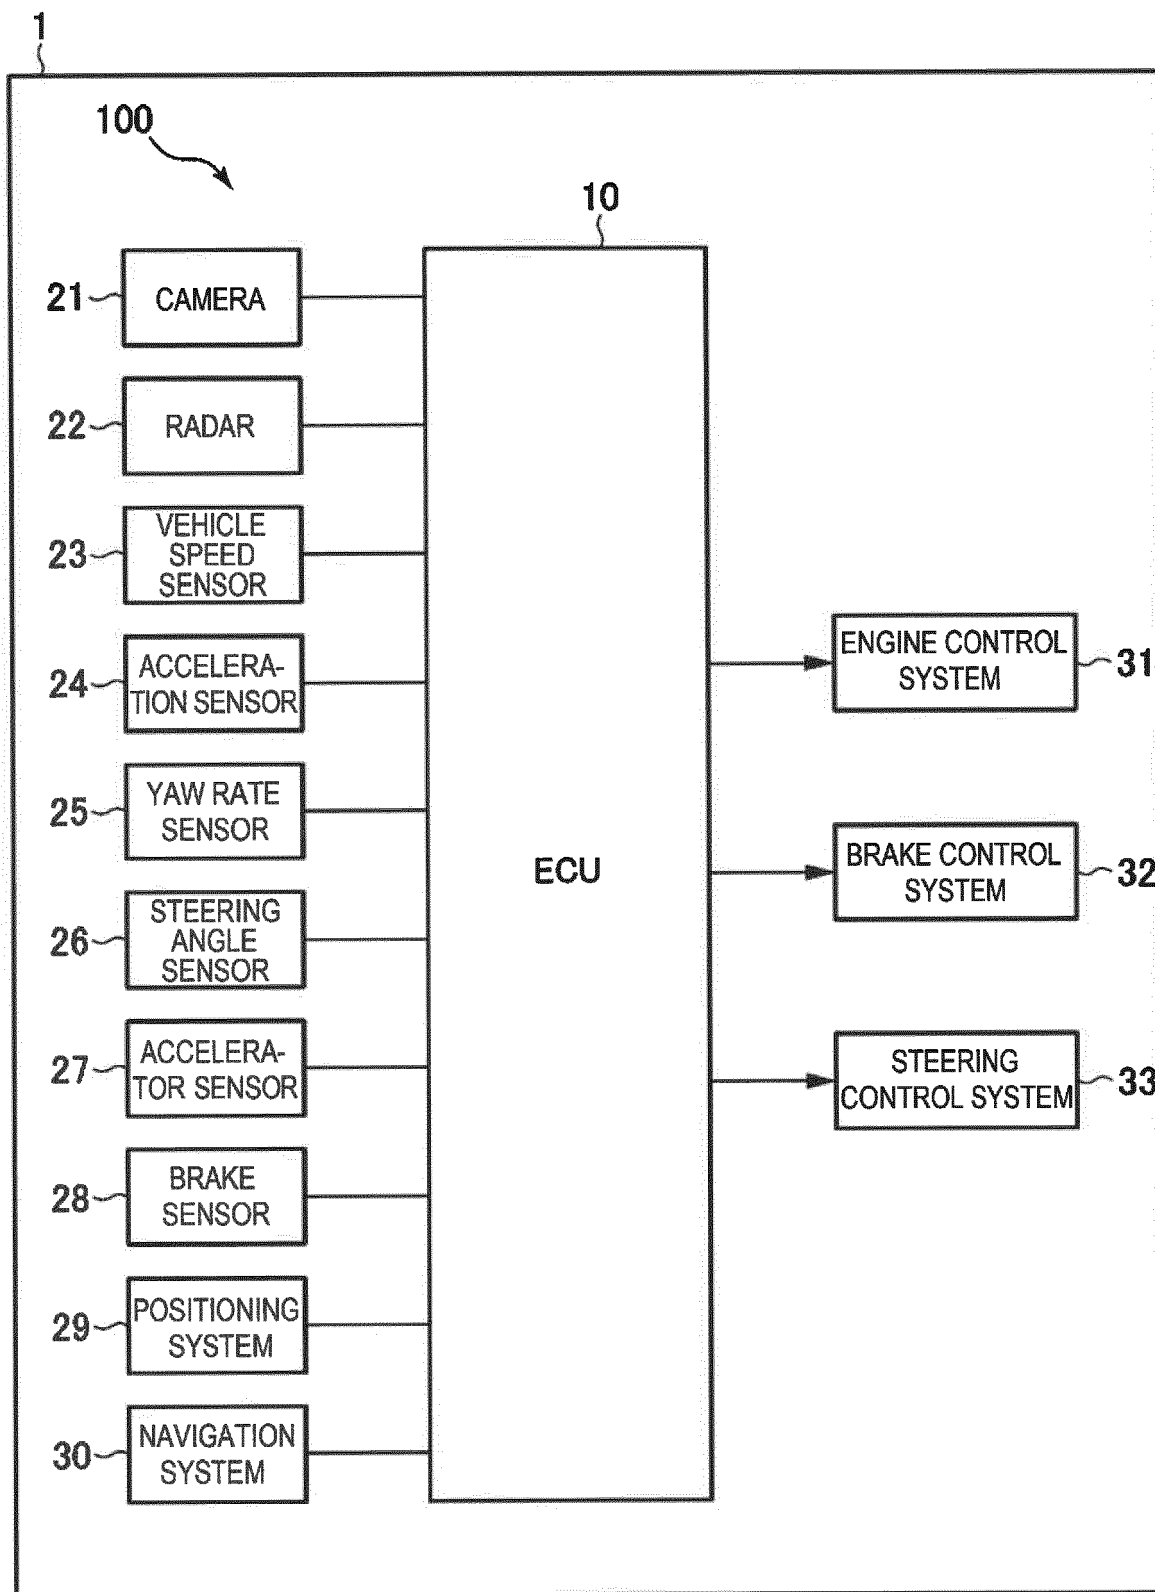 1
100
10
21
CAMERA
22
RADAR
23
VEHICLE
SPEED
SENSOR
24
ACCELERA-
TION SENSOR
25
YAW RATE
SENSOR
26
STEERING
ANGLE
SENSOR
27
ACCELERA-
TOR SENSOR
28
BRAKE
SENSOR
29
POSITIONING
SYSTEM
30
NAVIGATION
SYSTEM
ECU
ENGINE CONTROL
SYSTEM
31
BRAKE CONTROL
SYSTEM
32
STEERING
CONTROL SYSTEM
33